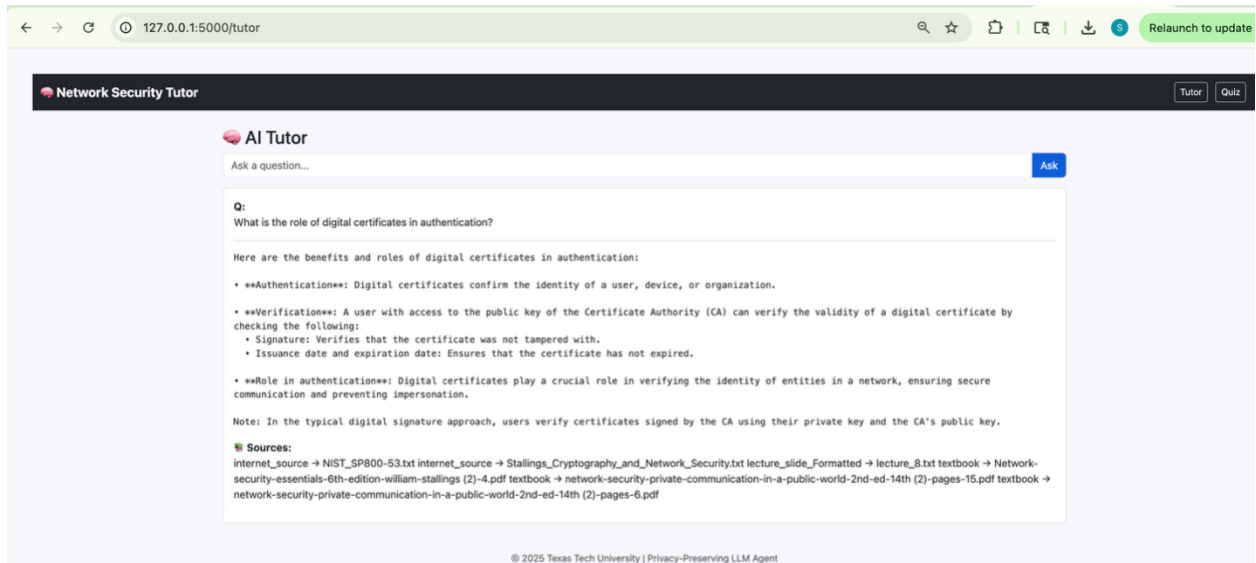 127.0.0.1:5000/tutor
S
Relaunch to update
Network Security Tutor
Tutor
Quiz
AI Tutor
Ask a question...
Ask
Q:
What is the role of digital certificates in authentication?
Here are the benefits and roles of digital certificates in authentication:
• **Authentication**: Digital certificates confirm the identity of a user, device, or organization.
• **Verification**: A user with access to the public key of the Certificate Authority (CA) can verify the validity of a digital certificate by
checking the following:
• Signature: Verifies that the certificate was not tampered with.
• Issuance date and expiration date: Ensures that the certificate has not expired.
• **Role in authentication**: Digital certificates play a crucial role in verifying the identity of entities in a network, ensuring secure
communication and preventing impersonation.
Note: In the typical digital signature approach, users verify certificates signed by the CA using their private key and the CA's public key.
Sources:
internet_source → NIST_SP800-53.txt internet_source → Stallings_Cryptography_and_Network_Security.txt lecture_slide_Formatted → lecture_8.txt textbook → Network-
security-essentials-6th-edition-william-stallings (2)-4.pdf textbook → network-security-private-communication-in-a-public-world-2nd-ed-14th (2)-pages-15.pdf textbook →
network-security-private-communication-in-a-public-world-2nd-ed-14th (2)-pages-6.pdf
© 2025 Texas Tech University | Privacy-Preserving LLM Agent